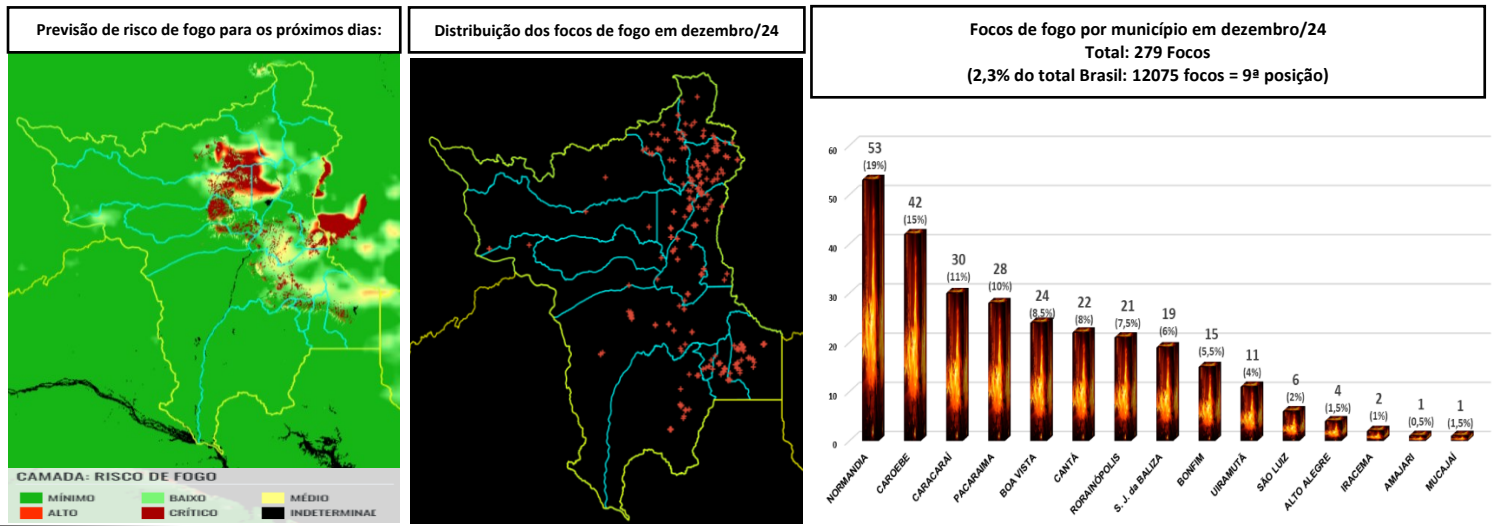 Previsão de risco de fogo para os próximos dias:
CAMADA: RISCO DE FOGO
MÍNIMO
BAIXO
MÉDIO
ALTO
CRÍTICO
INDETERMINAE
Distribuição dos focos de fogo em dezembro/24
Focos de fogo por município em dezembro/24
Total: 279 Focos
(2,3% do total Brasil: 12075 focos = 9ª posição)
60
50
40
30
20
10
0
53
(19%)
42
(15%)
30
(11%)
28
(10%)
24
(8,5%)
22
(8%)
21
(7,5%)
19
(6%)
15
(5,5%)
11
(4%)
6
(2%)
4
(1,5%)
2
(1%)
1
(0,5%)
1
(1,5%)
NORMANDIA
CAROEBE
CARACARAÍ
PACARAIMA
BOA VISTA
CANTÁ
RORAINÓPOLIS
S. J. da BALIZA
BONFIM
UIRAMUTÃ
SÃO LUIZ
ALTO ALEGRE
IRACEMA
AMAJARI
MUCAJAÍ